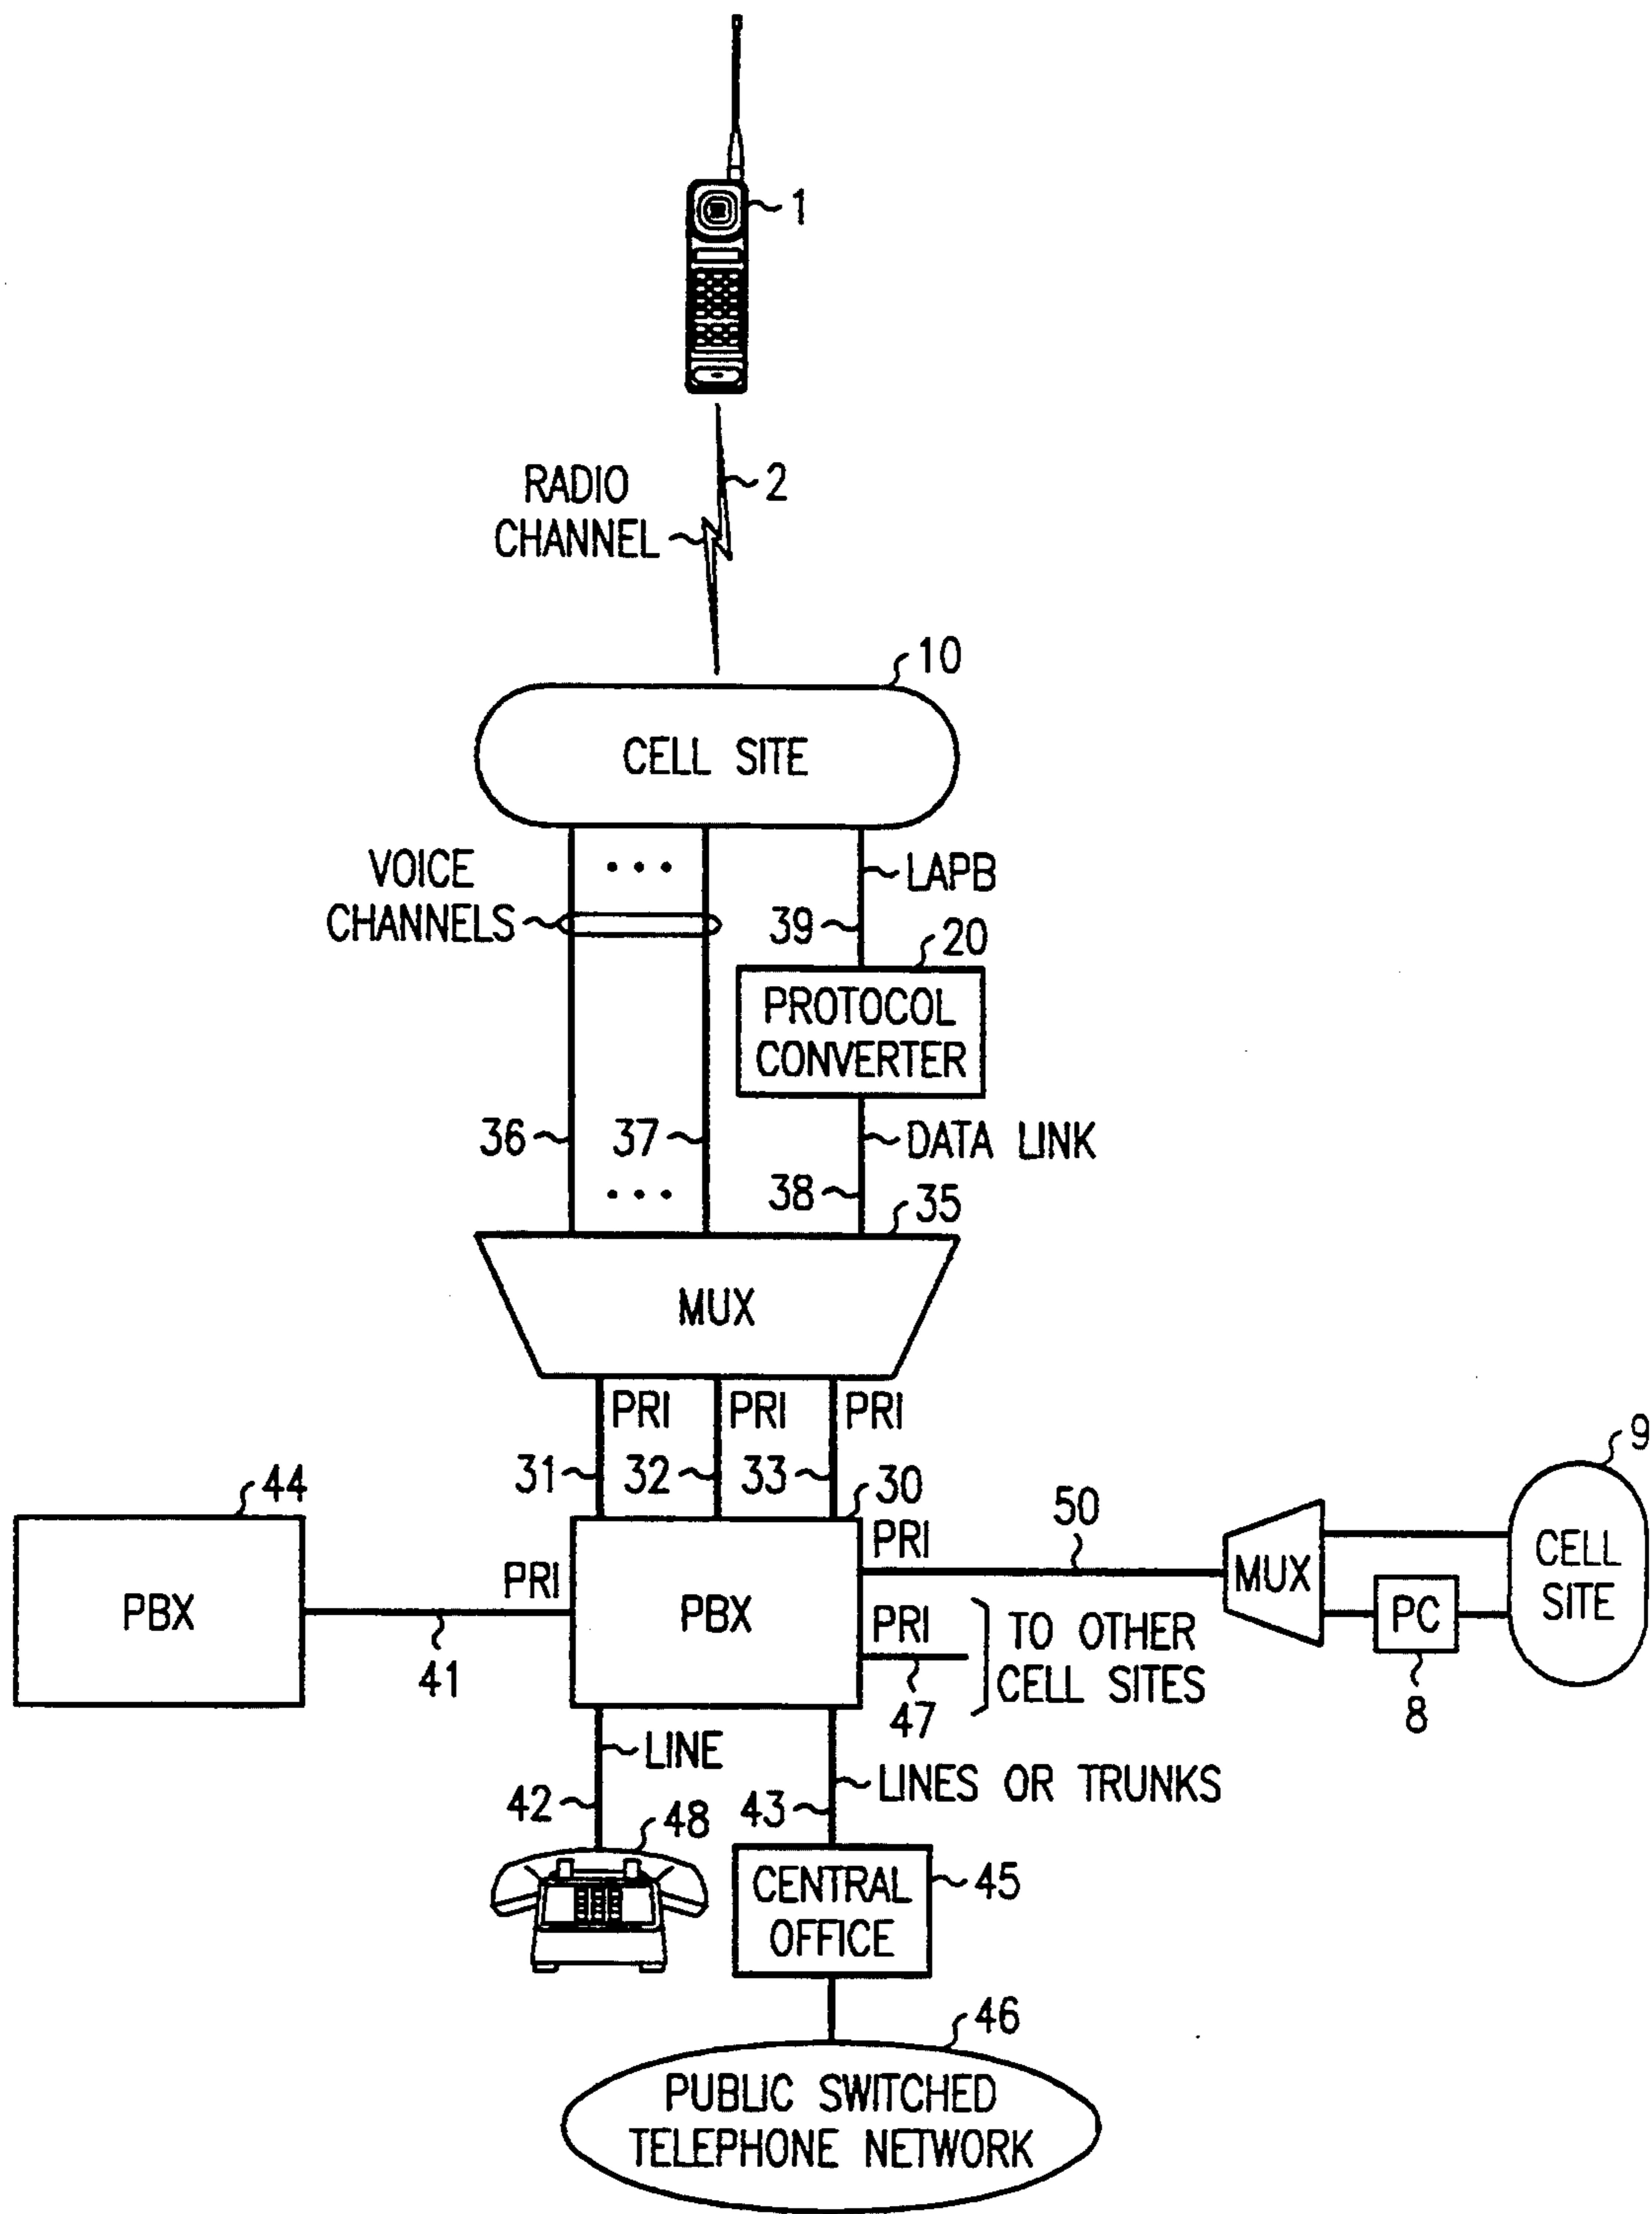 1
RADIO
CHANNEL
2
10
CELL SITE
VOICE
CHANNELS
LAPB
39
20
PROTOCOL
CONVERTER
36
37
DATA LINK
38
35
MUX
PRI
PRI
PRI
31
32
33
30
44
PBX
PRI
41
PBX
PRI
50
MUX
PC
8
9
CELL
SITE
PRI
47
TO OTHER
CELL SITES
LINE
42
48
LINES OR TRUNKS
43
CENTRAL
OFFICE
45
46
PUBLIC SWITCHED
TELEPHONE NETWORK